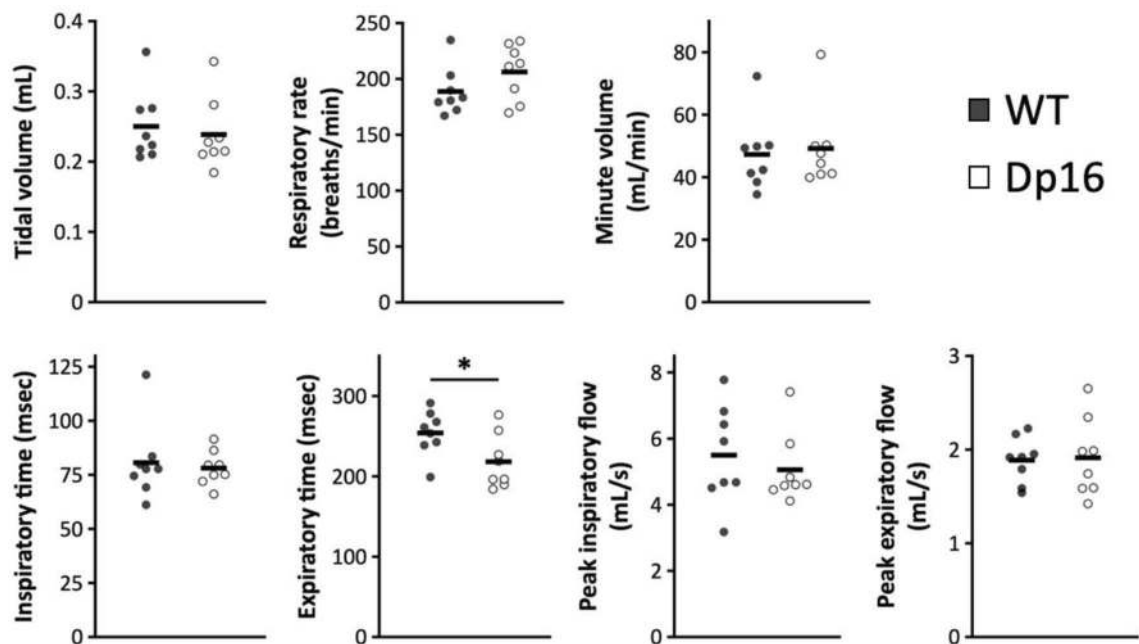 Tidal volume (mL)
0.4
0.3
0.2
0.1
0
Respiratory rate
(breaths/min)
250
200
150
100
50
0
Minute volume
(mL/min)
80
60
40
20
0
WT
Dp16
Inspiratory time (msec)
125
100
75
50
25
0
Expiratory time (msec)
300
200
100
0
*
Peak inspiratory flow
(mL/s)
8
6
4
2
0
Peak expiratory flow
(mL/s)
3
2
1
0